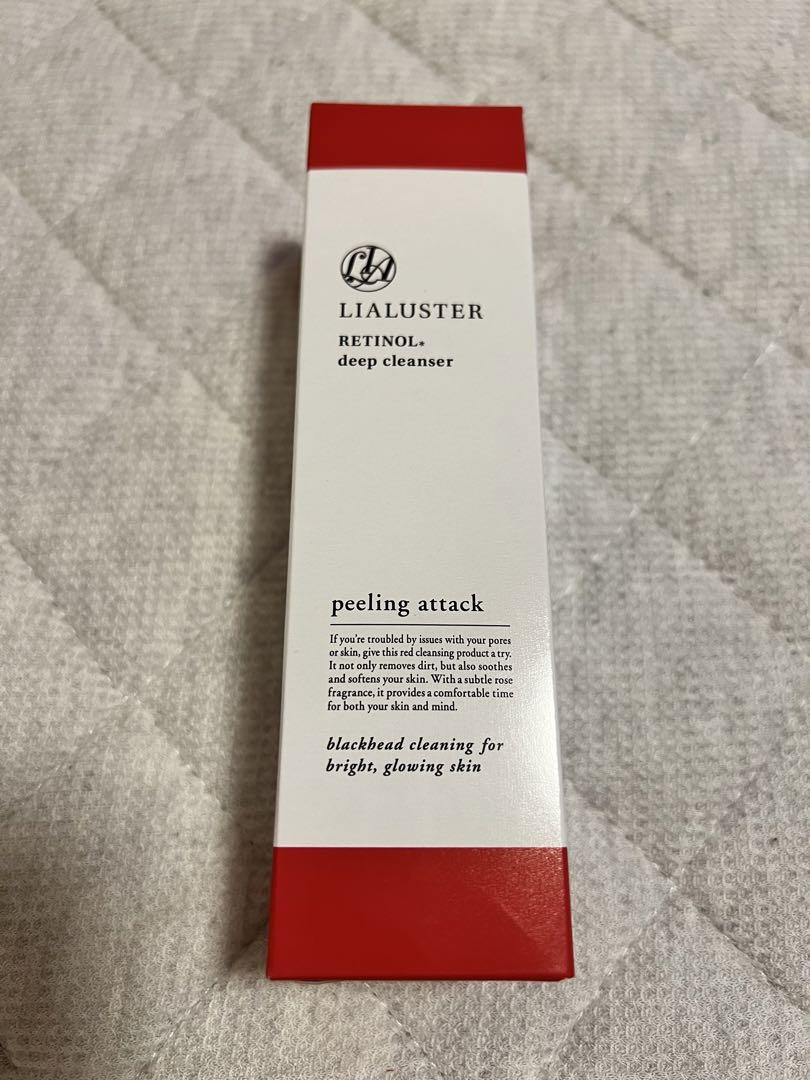 LIA
LIALUSTER
RETINOL*
deep cleanser
peeling attack
If you're troubled by issues with your pores
or skin, give this red cleansing product a try.
It not only removes dirt, but also soothes
and softens your skin. With a subtle rose
fragrance, it provides a comfortable time
for both your skin and mind.
blackhead cleaning for
bright, glowing skin